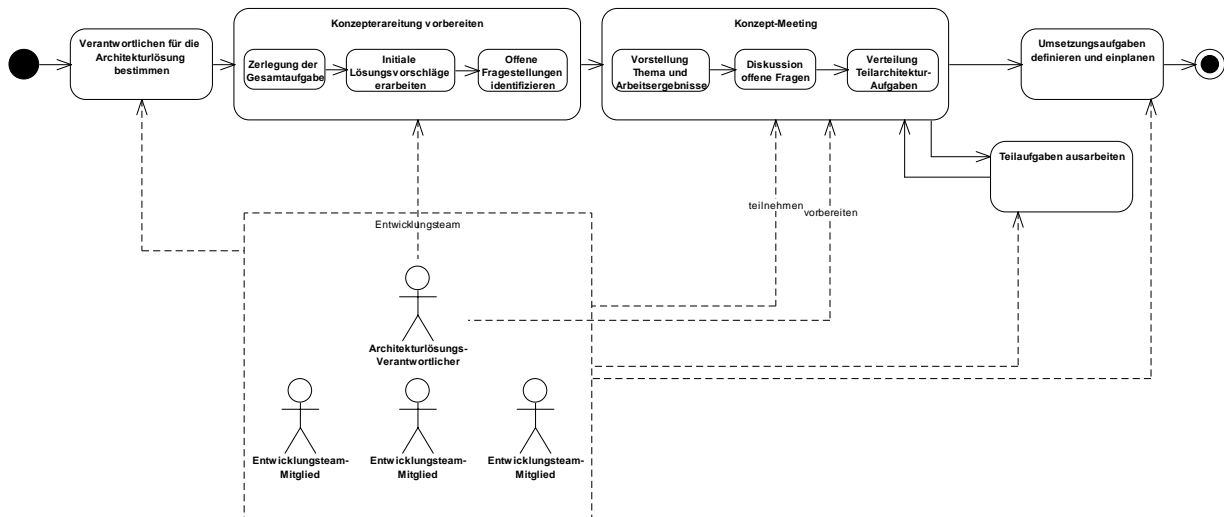 Verantwortlichen für die
Architekturlösung
bestimmen
Konzepterareitung vorbereiten
Zerlegung der
Gesamtaufgabe
Initiale
Lösungsvorschläge
erarbeiten
Offene
Fragestellungen
identifizieren
Konzept-Meeting
Vorstellung
Thema und
Arbeitsergebnisse
Diskussion
offene Fragen
Verteilung
Teilarchitektur-
Aufgaben
Umsetzungsaufgaben
definieren und einplanen
Teilaufgaben ausarbeiten
teilnehmen
vorbereiten
Entwicklungsteam
Architekturlösungs-
Verantwortlicher
Entwicklungsteam-
Mitglied
Entwicklungsteam-
Mitglied
Entwicklungsteam-
Mitglied